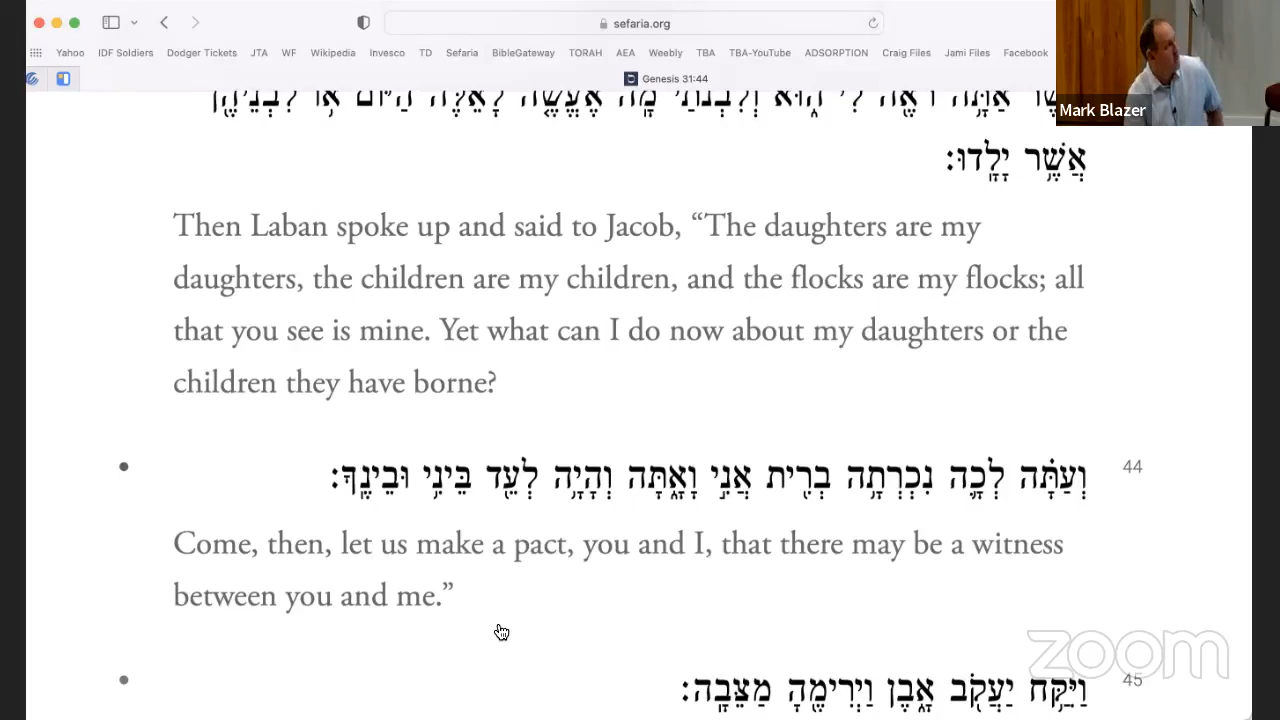 sefaria.org
Yahoo IDF Soldiers Dodger Tickets JTA WF Wikipedia Invesco TD Sefaria BibleGateway TORAH AEA Weebly TBA TBA-YouTube ADSORPTION Craig Files Jami Files Facebook
Genesis 31:44
Mark Blazer
אַתָּ֥ה רֹאֶ֖ה לִי ה֑וּא וְלִבְנֹתַ֞י מָֽה אֶעֱשֶׂ֤ה לָאֵ֙לֶּה֙ הַיּ֔וֹם א֥וֹ לִבְנֵיהֶ֖ן
אֲשֶׁ֥ר יָלָֽדוּ׃
Then Laban spoke up and said to Jacob, “The daughters are my
daughters, the children are my children, and the flocks are my flocks; all
that you see is mine. Yet what can I do now about my daughters or the
children they have borne?
44
וְעַתָּ֗ה לְכָ֛ה נִכְרְתָ֥ה בְרִ֖ית אֲנִ֣י וָאָ֑תָּה וְהָיָ֥ה לְעֵ֖ד בֵּינִ֥י וּבֵינֶֽךָ׃
Come, then, let us make a pact, you and I, that there may be a witness
between you and me.”
zoom
45
וַיִּקַּ֥ח יַעֲקֹ֖ב אָ֑בֶן וַיְרִימֶ֖הָ מַצֵּבָֽה׃